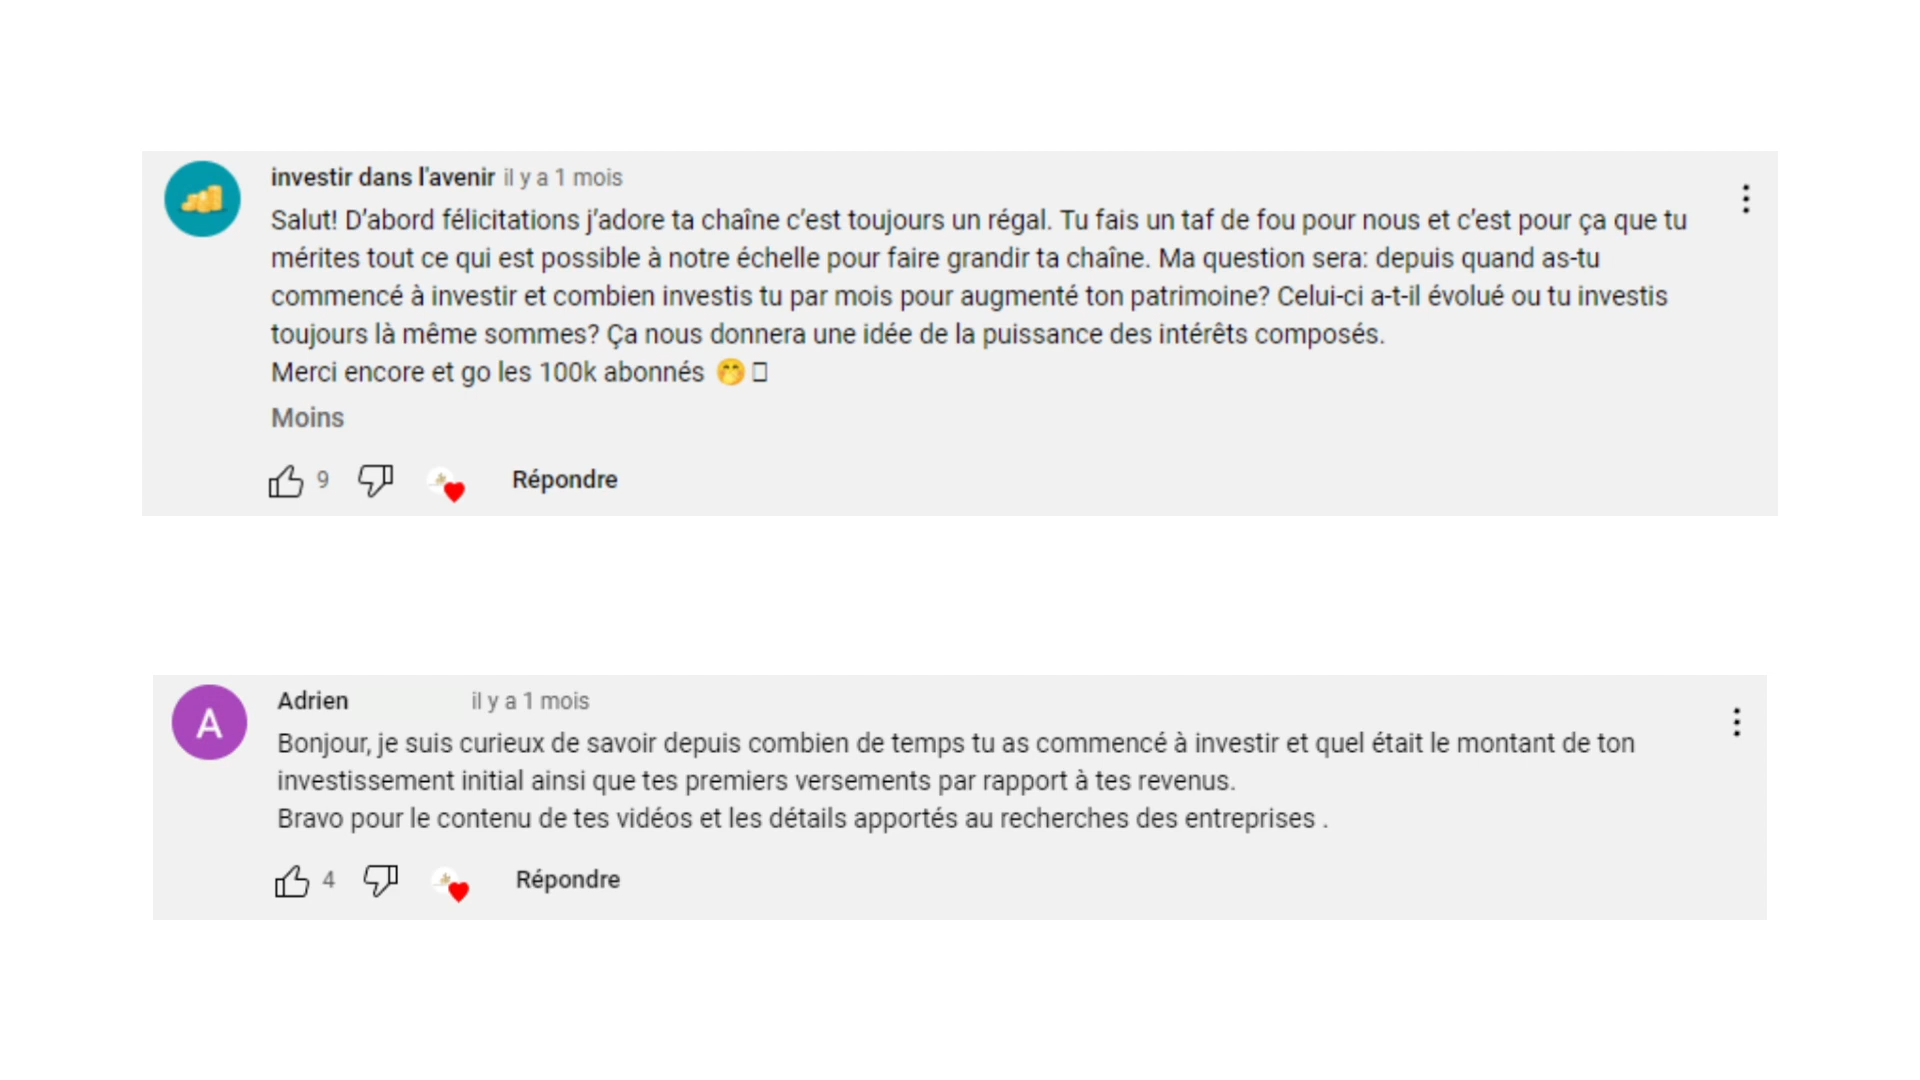 investir dans l'avenir il y a 1 mois
Salut! D'abord félicitations j'adore ta chaîne c'est toujours un régal. Tu fais un taf de fou pour nous et c'est pour ça que tu
mérites tout ce qui est possible à notre échelle pour faire grandir ta chaîne. Ma question sera: depuis quand as-tu
commencé à investir et combien investis tu par mois pour augmenté ton patrimoine? Celui-ci a-t-il évolué ou tu investis
toujours là même sommes? Ça nous donnera une idée de la puissance des intérêts composés.
Merci encore et go les 100k abonnés 🤭
Moins
9 Répondre
A
Adrien il y a 1 mois
Bonjour, je suis curieux de savoir depuis combien de temps tu as commencé à investir et quel était le montant de ton
investissement initial ainsi que tes premiers versements par rapport à tes revenus.
Bravo pour le contenu de tes vidéos et les détails apportés au recherches des entreprises .
4 Répondre